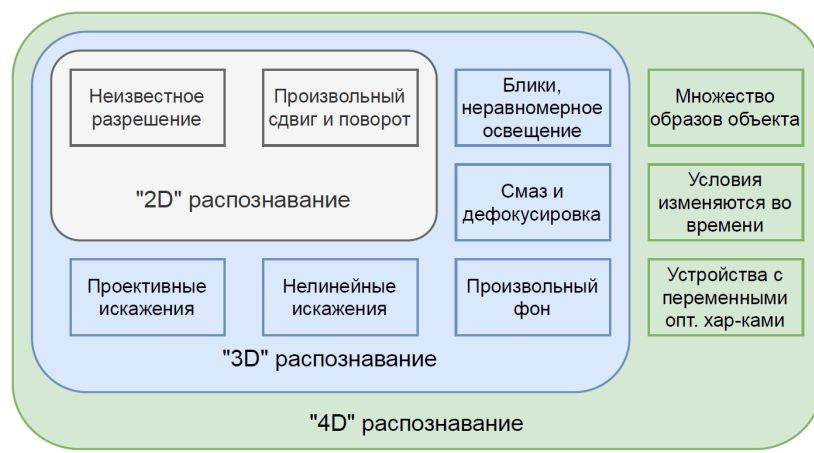 Неизвестное
разрешение
Произвольный
сдвиг и поворот
Блики,
неравномерное
освещение
Множество
образов объекта
"2D" распознавание
Смаз и
дефокусировка
Условия
изменяются во
времени
Проективные
искажения
Нелинейные
искажения
Произвольный
фон
Устройства с
переменными
опт. хар-ками
"3D" распознавание
"4D" распознавание